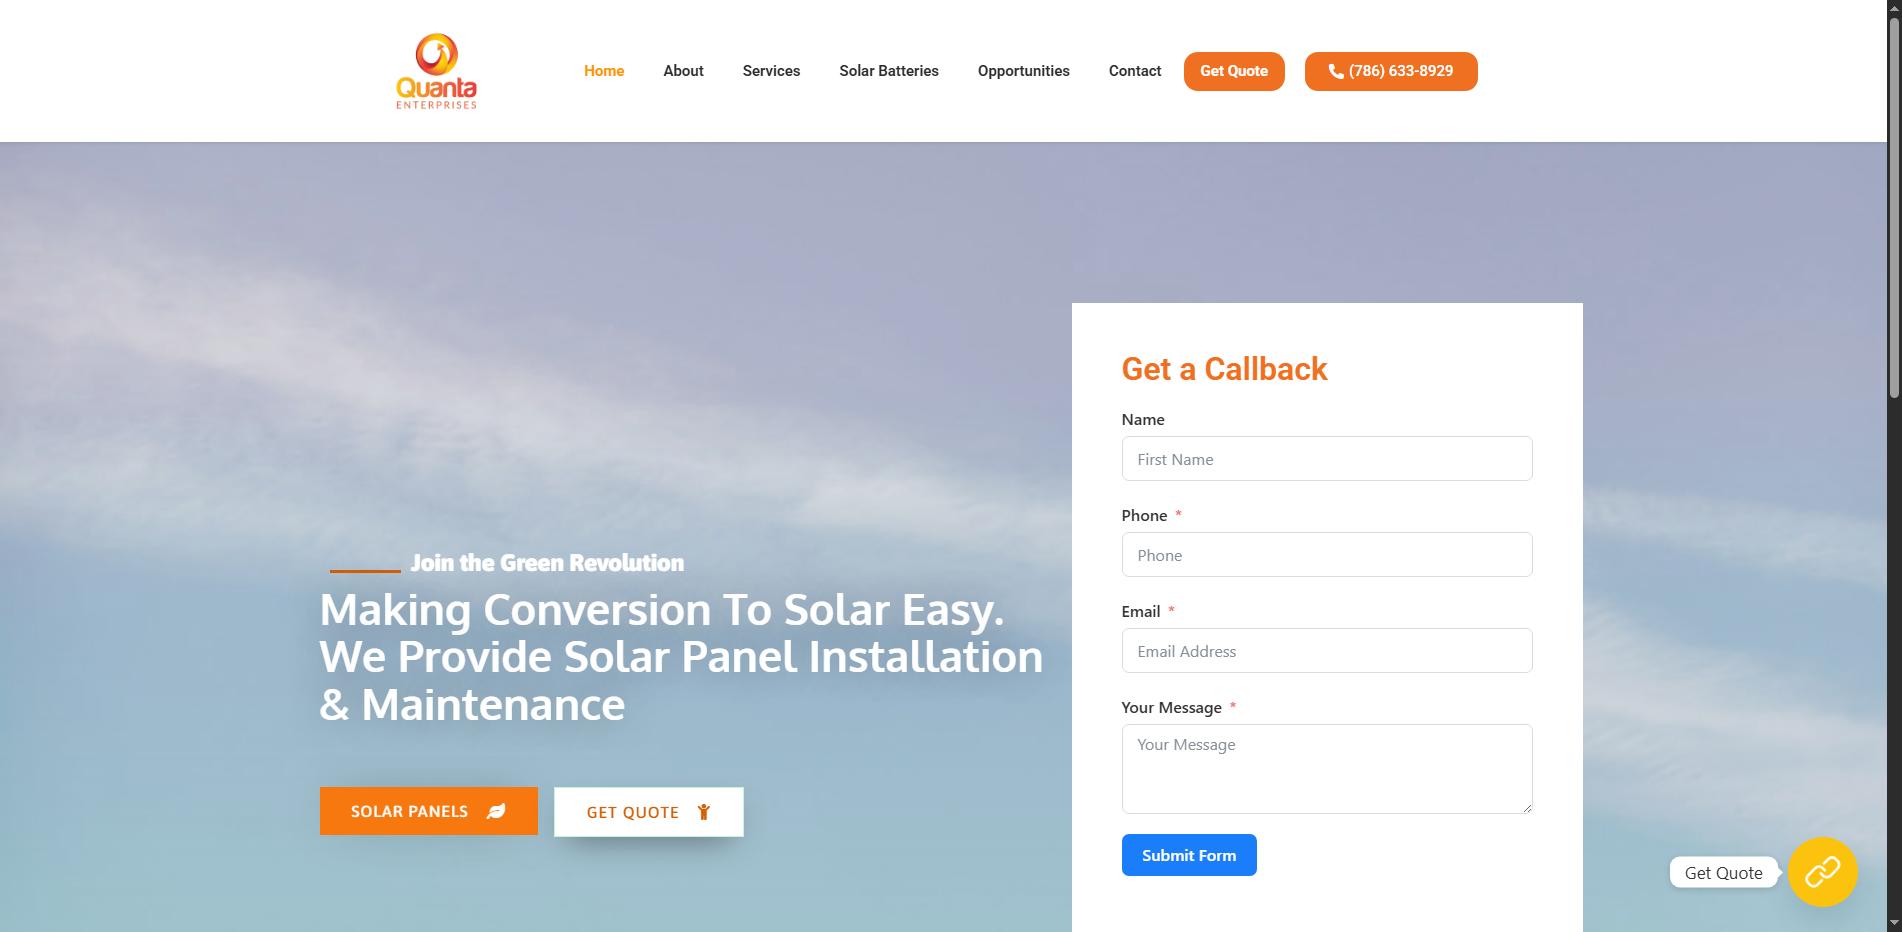 Quanta
ENTERPRISES
Home
About
Services
Solar Batteries
Opportunities
Contact
Get Quote
(786) 633-8929
Join the Green Revolution
Making Conversion To Solar Easy.
We Provide Solar Panel Installation
& Maintenance
SOLAR PANELS
GET QUOTE
Get a Callback
Name
First Name
Phone *
Phone
Email *
Email Address
Your Message *
Your Message
Submit Form
Get Quote